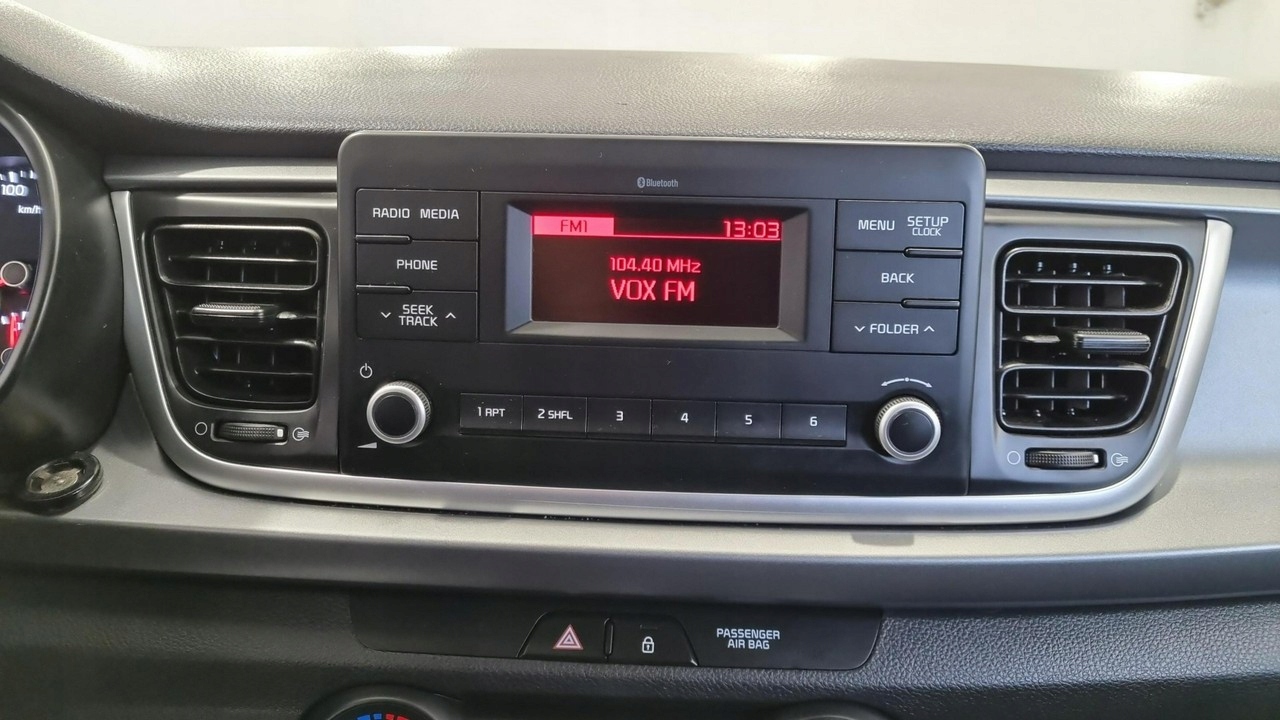 100
km/h
Bluetooth
RADIO MEDIA
PHONE
SEEK
TRACK
FM1 13:03
104.40 MHz
VOX FM
MENU SETUP
CLOCK
BACK
FOLDER
1 RPT 2 SHFL 3 4 5 6
PASSENGER
AIR BAG